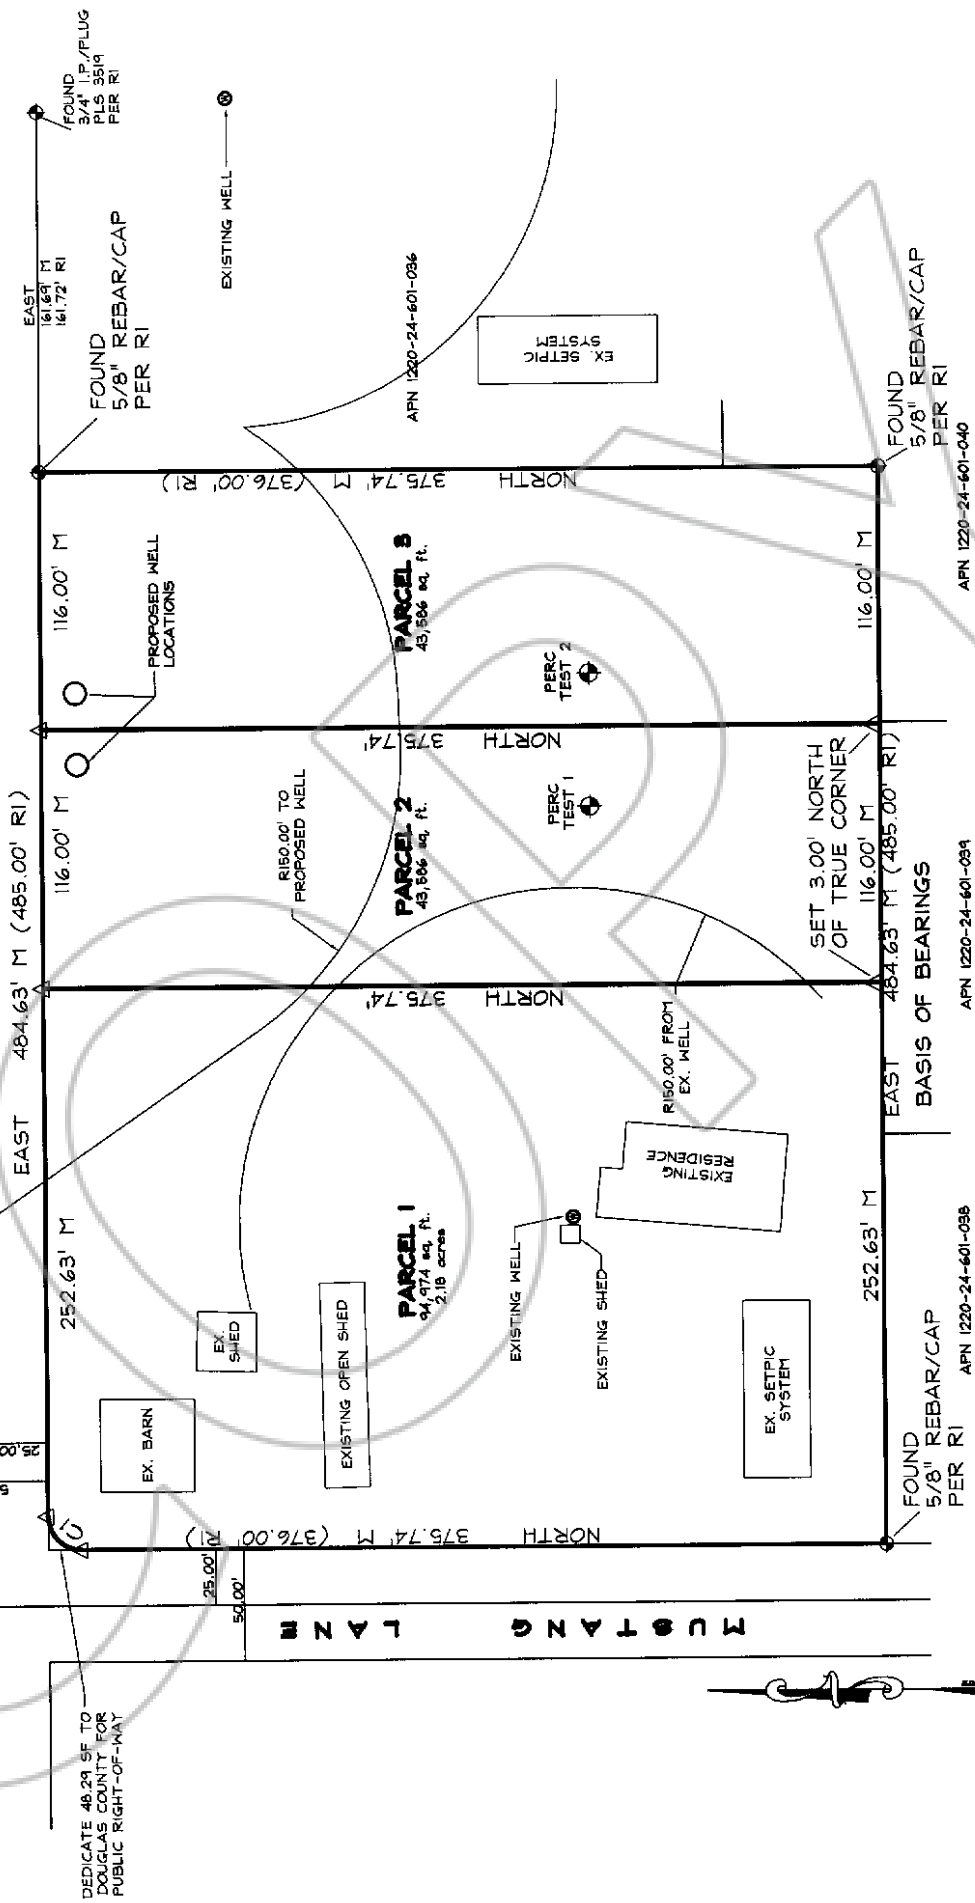 FOUND
3/4" I.P./PLUG
PLS 3519
PER R1
EAST
161.69' M
161.72' R1
FOUND
5/8" REBAR/CAP
PER R1
EXISTING WELL
APN 1220-24-601-036
EX. SETPIC
SYSTEM
FOUND
5/8" REBAR/CAP
PER R1
APN 1220-24-601-040
NORTH 375.74' M (376.00' R1)
116.00' M
PROPOSED WELL
LOCATIONS
PARCEL 3
43,586 sq. ft.
PERC
TEST 2
116.00' M
NORTH 375.74'
EAST 484.63' M (485.00' R1)
116.00' M
R150.00' TO
PROPOSED WELL
PARCEL 2
43,586 sq. ft.
PERC
TEST 1
SET 3.00' NORTH
OF TRUE CORNER
116.00' M
EAST 484.63' M (485.00' R1)
BASIS OF BEARINGS
APN 1220-24-601-039
NORTH 375.74'
R150.00' FROM
EX. WELL
252.63' M
PARCEL 1
94,974 sq. ft.
2.18 acres
EXISTING
RESIDENCE
EXISTING WELL
EXISTING SHED
EX.
SHED
EXISTING OPEN SHED
EX. BARN
EX. SETPIC
SYSTEM
252.63' M
APN 1220-24-601-038
FOUND
5/8" REBAR/CAP
PER R1
25.00
5
C1
NORTH 375.74' M (376.00' R1)
25.00'
50.00'
MUSTANG LANE
DEDICATE 48.29 SF TO
DOUGLAS COUNTY FOR
PUBLIC RIGHT-OF-WAY